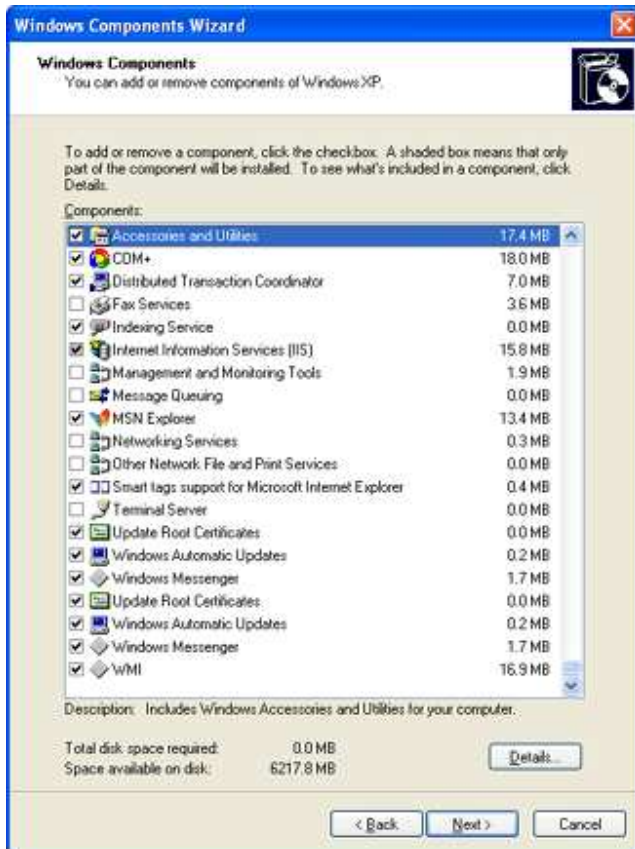 Windows Components Wizard
Windows Components
You can add or remove components of Windows XP.
To add or remove a component, click the checkbox. A shaded box means that only
part of the component will be installed. To see what's included in a component, click
Details.
Components:
Accessories and Utilities 17.4 MB
COM+ 18.0 MB
Distributed Transaction Coordinator 7.0 MB
Fax Services 3.6 MB
Indexing Service 0.0 MB
Internet Information Services (IIS) 15.8 MB
Management and Monitoring Tools 1.9 MB
Message Queuing 0.0 MB
MSN Explorer 13.4 MB
Networking Services 0.3 MB
Other Network File and Print Services 0.0 MB
Smart tags support for Microsoft Internet Explorer 0.4 MB
Terminal Server 0.0 MB
Update Root Certificates 0.0 MB
Windows Automatic Updates 0.2 MB
Windows Messenger 1.7 MB
Update Root Certificates 0.0 MB
Windows Automatic Updates 0.2 MB
Windows Messenger 1.7 MB
WMI 16.9 MB
Description: Includes Windows Accessories and Utilities for your computer.
Total disk space required: 0.0 MB
Space available on disk: 6217.8 MB
Details...
< Back Next > Cancel